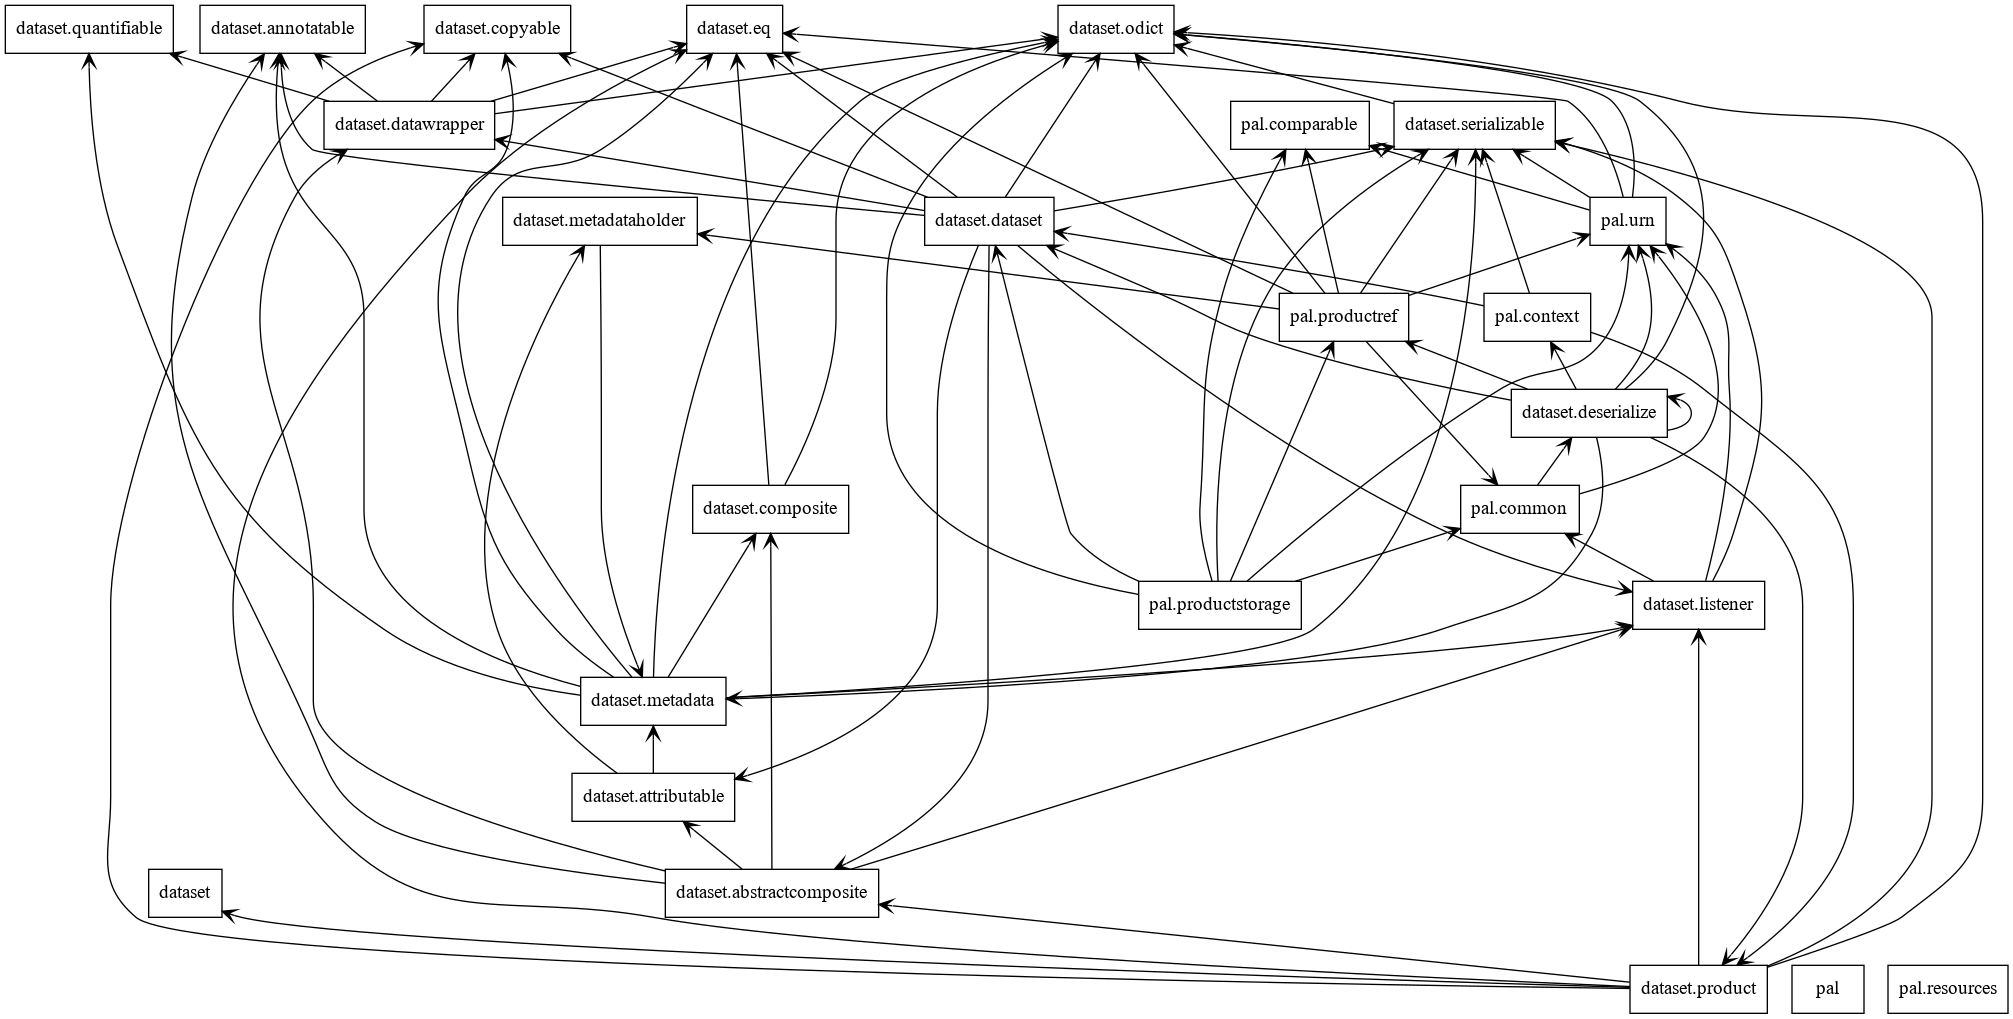 dataset.quantifiable
dataset.annotatable
dataset.copyable
dataset.eq
dataset.odict
dataset.datawrapper
pal.comparable
dataset.serializable
dataset.metadataholder
dataset.dataset
pal.urn
pal.productref
pal.context
dataset.deserialize
dataset.composite
pal.common
pal.productstorage
dataset.listener
dataset.metadata
dataset.attributable
dataset
dataset.abstractcomposite
dataset.product
pal
pal.resources